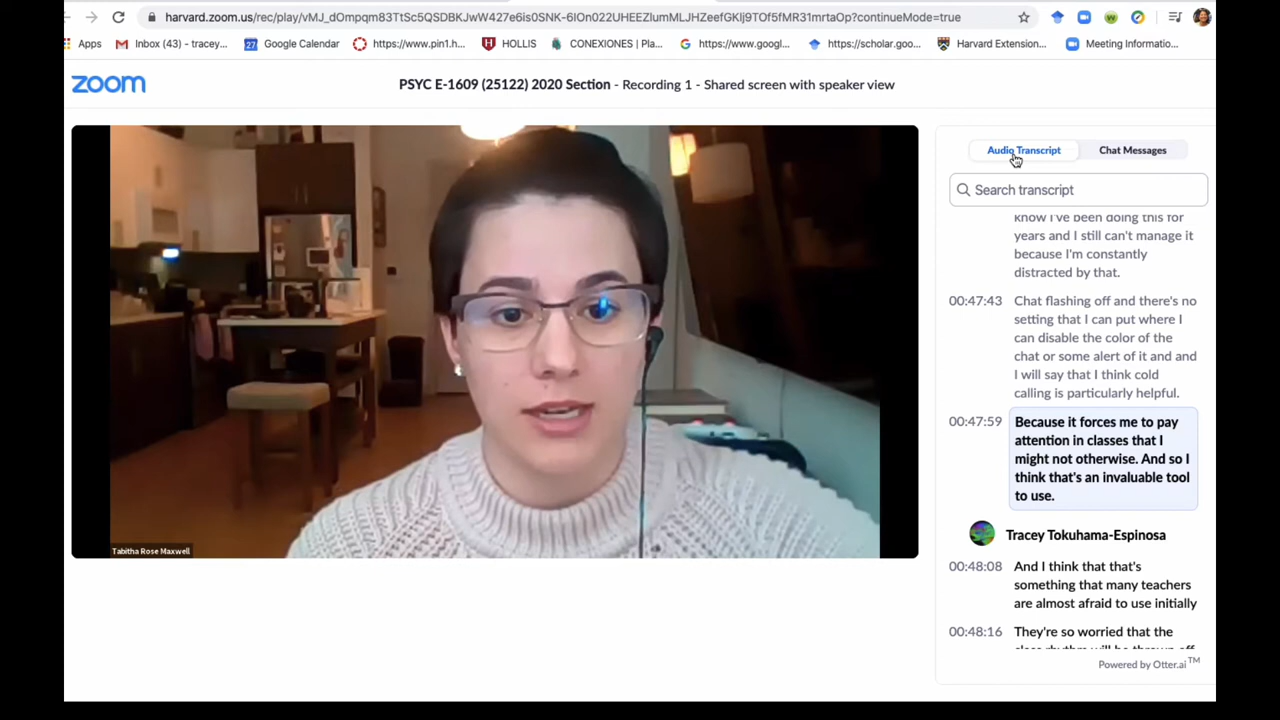 harvard.zoom.us/rec/play/vMJ_dOmpqm83TtSc5QSDBKJwW427e6is0SNK-6IOn022UHEEZlumMLJHZeefGKlj9TOf5fMR31mrtaOp?continueMode=true
Apps Inbox (43) - tracey... Google Calendar https://www.pin1.h... HOLLIS CONEXIONES | Pla... https://www.googl... https://scholar.goo... Harvard Extension... Meeting Informatio...
zoom
PSYC E-1609 (25122) 2020 Section - Recording 1 - Shared screen with speaker view
Audio Transcript Chat Messages
Search transcript
know I've been doing this for
years and I still can't manage it
because I'm constantly
distracted by that.
00:47:43 Chat flashing off and there's no
setting that I can put where I
can disable the color of the
chat or some alert of it and and
I will say that I think cold
calling is particularly helpful.
00:47:59 Because it forces me to pay
attention in classes that I
might not otherwise. And so I
think that's an invaluable tool
to use.
Tracey Tokuhama-Espinosa
00:48:08 And I think that that's
something that many teachers
are almost afraid to use initially
00:48:16 They're so worried that the
class rhythm will be thrown off
Powered by Otter.ai™
Tabitha Rose Maxwell